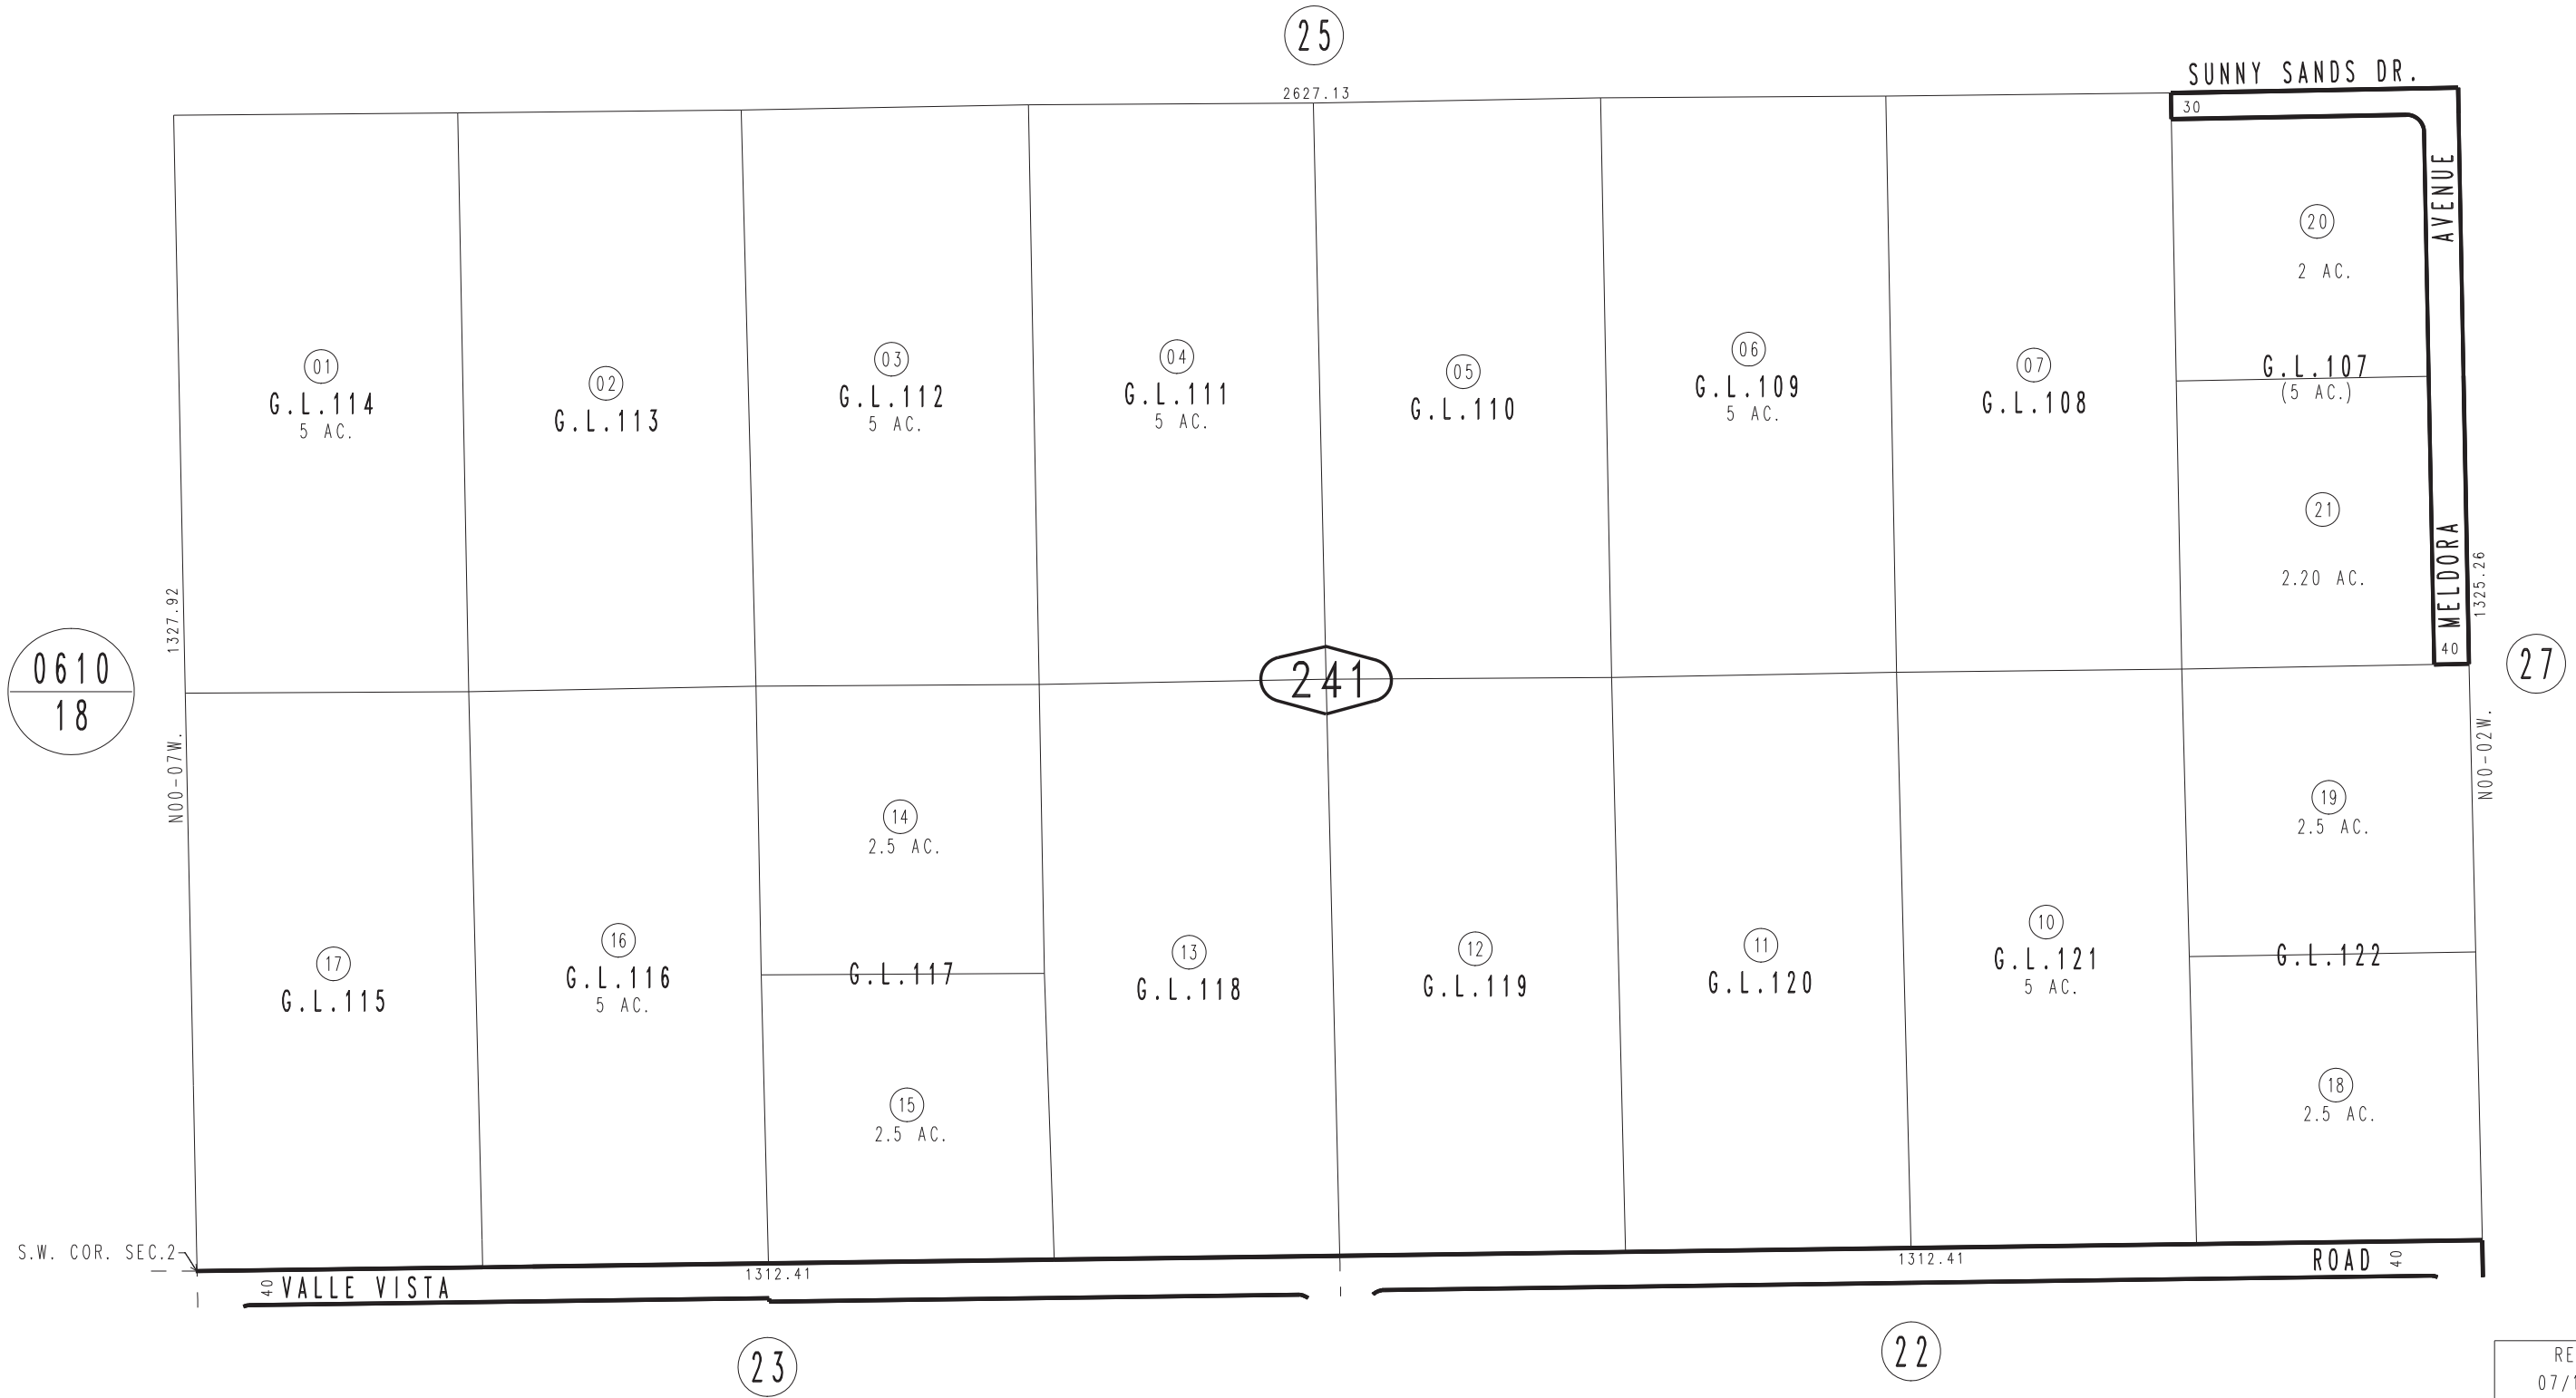 25
SUNNY SANDS DR.
2627.13
30
AVENUE
20
2 AC.
01
G.L.114
5 AC.
02
G.L.113
03
G.L.112
5 AC.
04
G.L.111
5 AC.
05
G.L.110
06
G.L.109
5 AC.
07
G.L.108
G.L.107
(5 AC.)
21
2.20 AC.
MELDORA
40
1325.26
1327.92
0610
18
241
27
N00-07W.
N00-02W.
14
2.5 AC.
19
2.5 AC.
17
G.L.115
16
G.L.116
5 AC.
G.L.117
13
G.L.118
12
G.L.119
11
G.L.120
10
G.L.121
5 AC.
G.L.122
15
2.5 AC.
18
2.5 AC.
S.W. COR. SEC.2
40
VALLE VISTA
1312.41
1312.41
ROAD
40
23
22